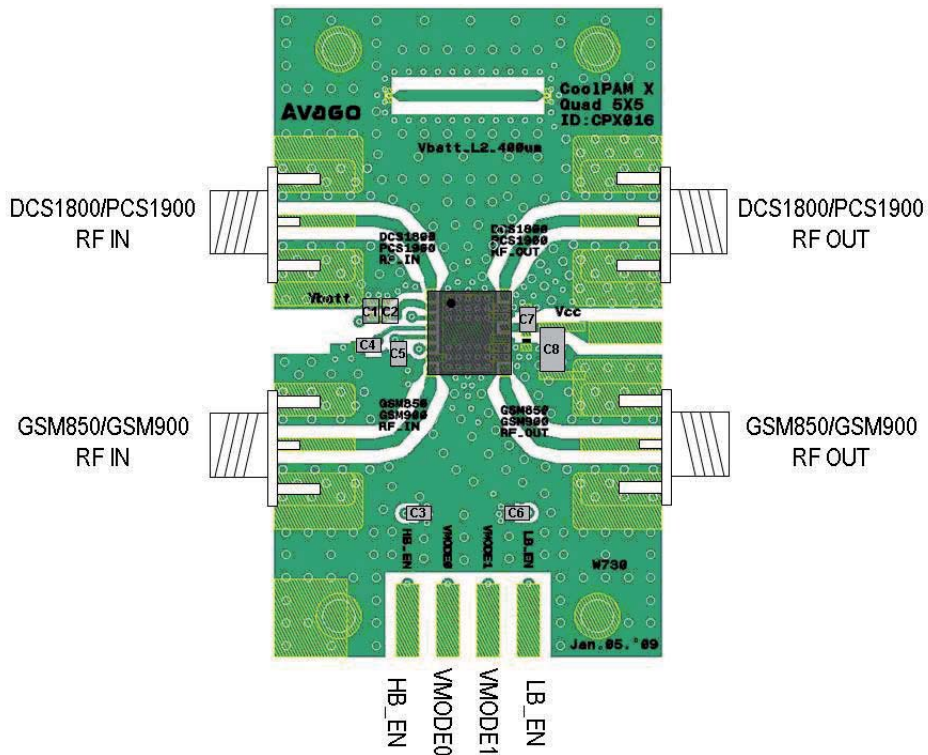 AVAGO
CoolPAM X
Quad 5X5
ID:CPX016
Vbatt_L2_400um
DCS1800/PCS1900
RF IN
DCS1800/PCS1900
RF OUT
DCS1800
PCS1900
RF_IN
DCS1800
PCS1900
RF_OUT
Vbatt
Vcc
C1
C2
C7
C4
C5
C8
GSM850/GSM900
RF IN
GSM850/GSM900
RF OUT
GSM850
GSM900
RF_IN
GSM850
GSM900
RF_OUT
C3
C6
HB_EN
VMODE0
VMODE1
LB_EN
W730
Jan.05.'09
HB_EN
VMODE0
VMODE1
LB_EN